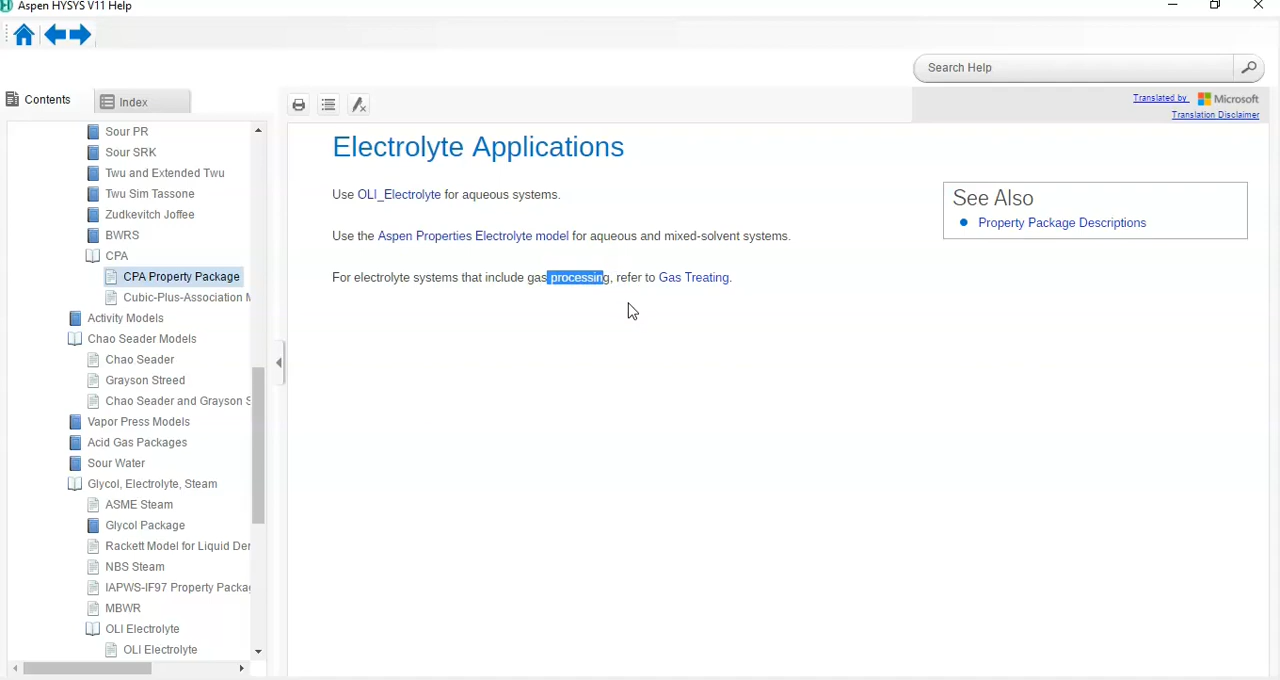 Aspen HYSYS V11 Help
Search Help
Contents
Index
Translated by Microsoft
Translation Disclaimer
Sour PR
Sour SRK
Twu and Extended Twu
Twu Sim Tassone
Zudkevitch Joffee
BWRS
CPA
CPA Property Package
Cubic-Plus-Association
Activity Models
Chao Seader Models
Chao Seader
Grayson Streed
Chao Seader and Grayson
Vapor Press Models
Acid Gas Packages
Sour Water
Glycol, Electrolyte, Steam
ASME Steam
Glycol Package
Rackett Model for Liquid
NBS Steam
IAPWS-IF97 Property
MBWR
OLI Electrolyte
OLI Electrolyte
Electrolyte Applications
Use OLI_Electrolyte for aqueous systems.
Use the Aspen Properties Electrolyte model for aqueous and mixed-solvent systems.
For electrolyte systems that include gas processing, refer to Gas Treating.
See Also
Property Package Descriptions